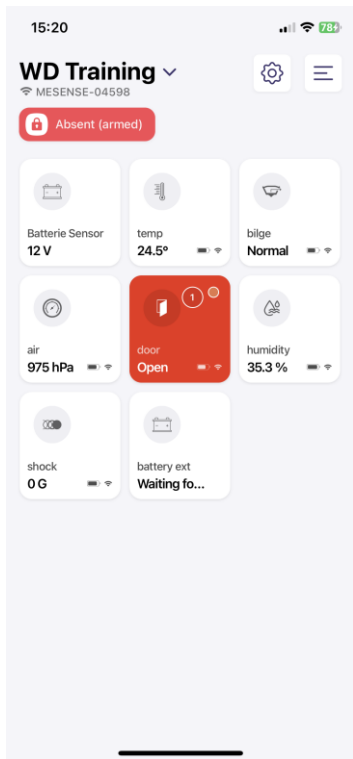 15:20
78
WD Training
MESENSE-04598
Absent (armed)
Batterie Sensor
12 V
temp
24.5°
bilge
Normal
air
975 hPa
1
door
Open
humidity
35.3 %
shock
0 G
battery ext
Waiting fo...